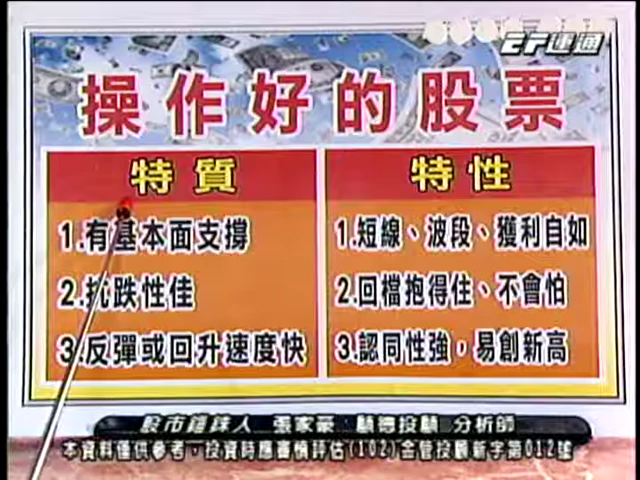 運通
操作好的股票
特質
1.有基本面支撐
2.抗跌性佳
3.反彈或回升速度快
特性
1.短線、波段、獲利自如
2.回檔抱得住、不會怕
3.認同性強，易創新高
股市 人 張家豪 投顧 分析師
本資料僅供參考，投資時應審慎評估(102)金管投顧新字第012號